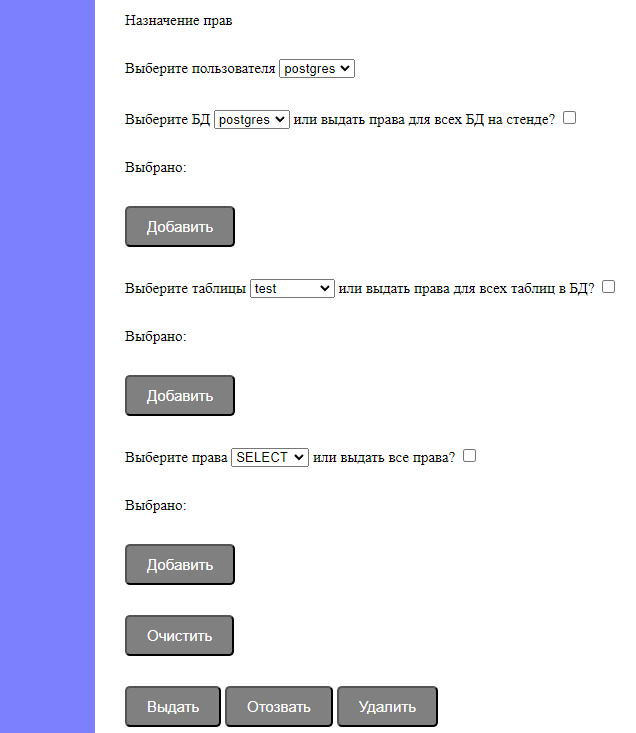 Назначение прав
Выберите пользователя postgres
Выберите БД postgres или выдать права для всех БД на стенде?
Выбрано:
Добавить
Выберите таблицы test или выдать права для всех таблиц в БД?
Выбрано:
Добавить
Выберите права SELECT или выдать все права?
Выбрано:
Добавить
Очистить
Выдать Отозвать Удалить